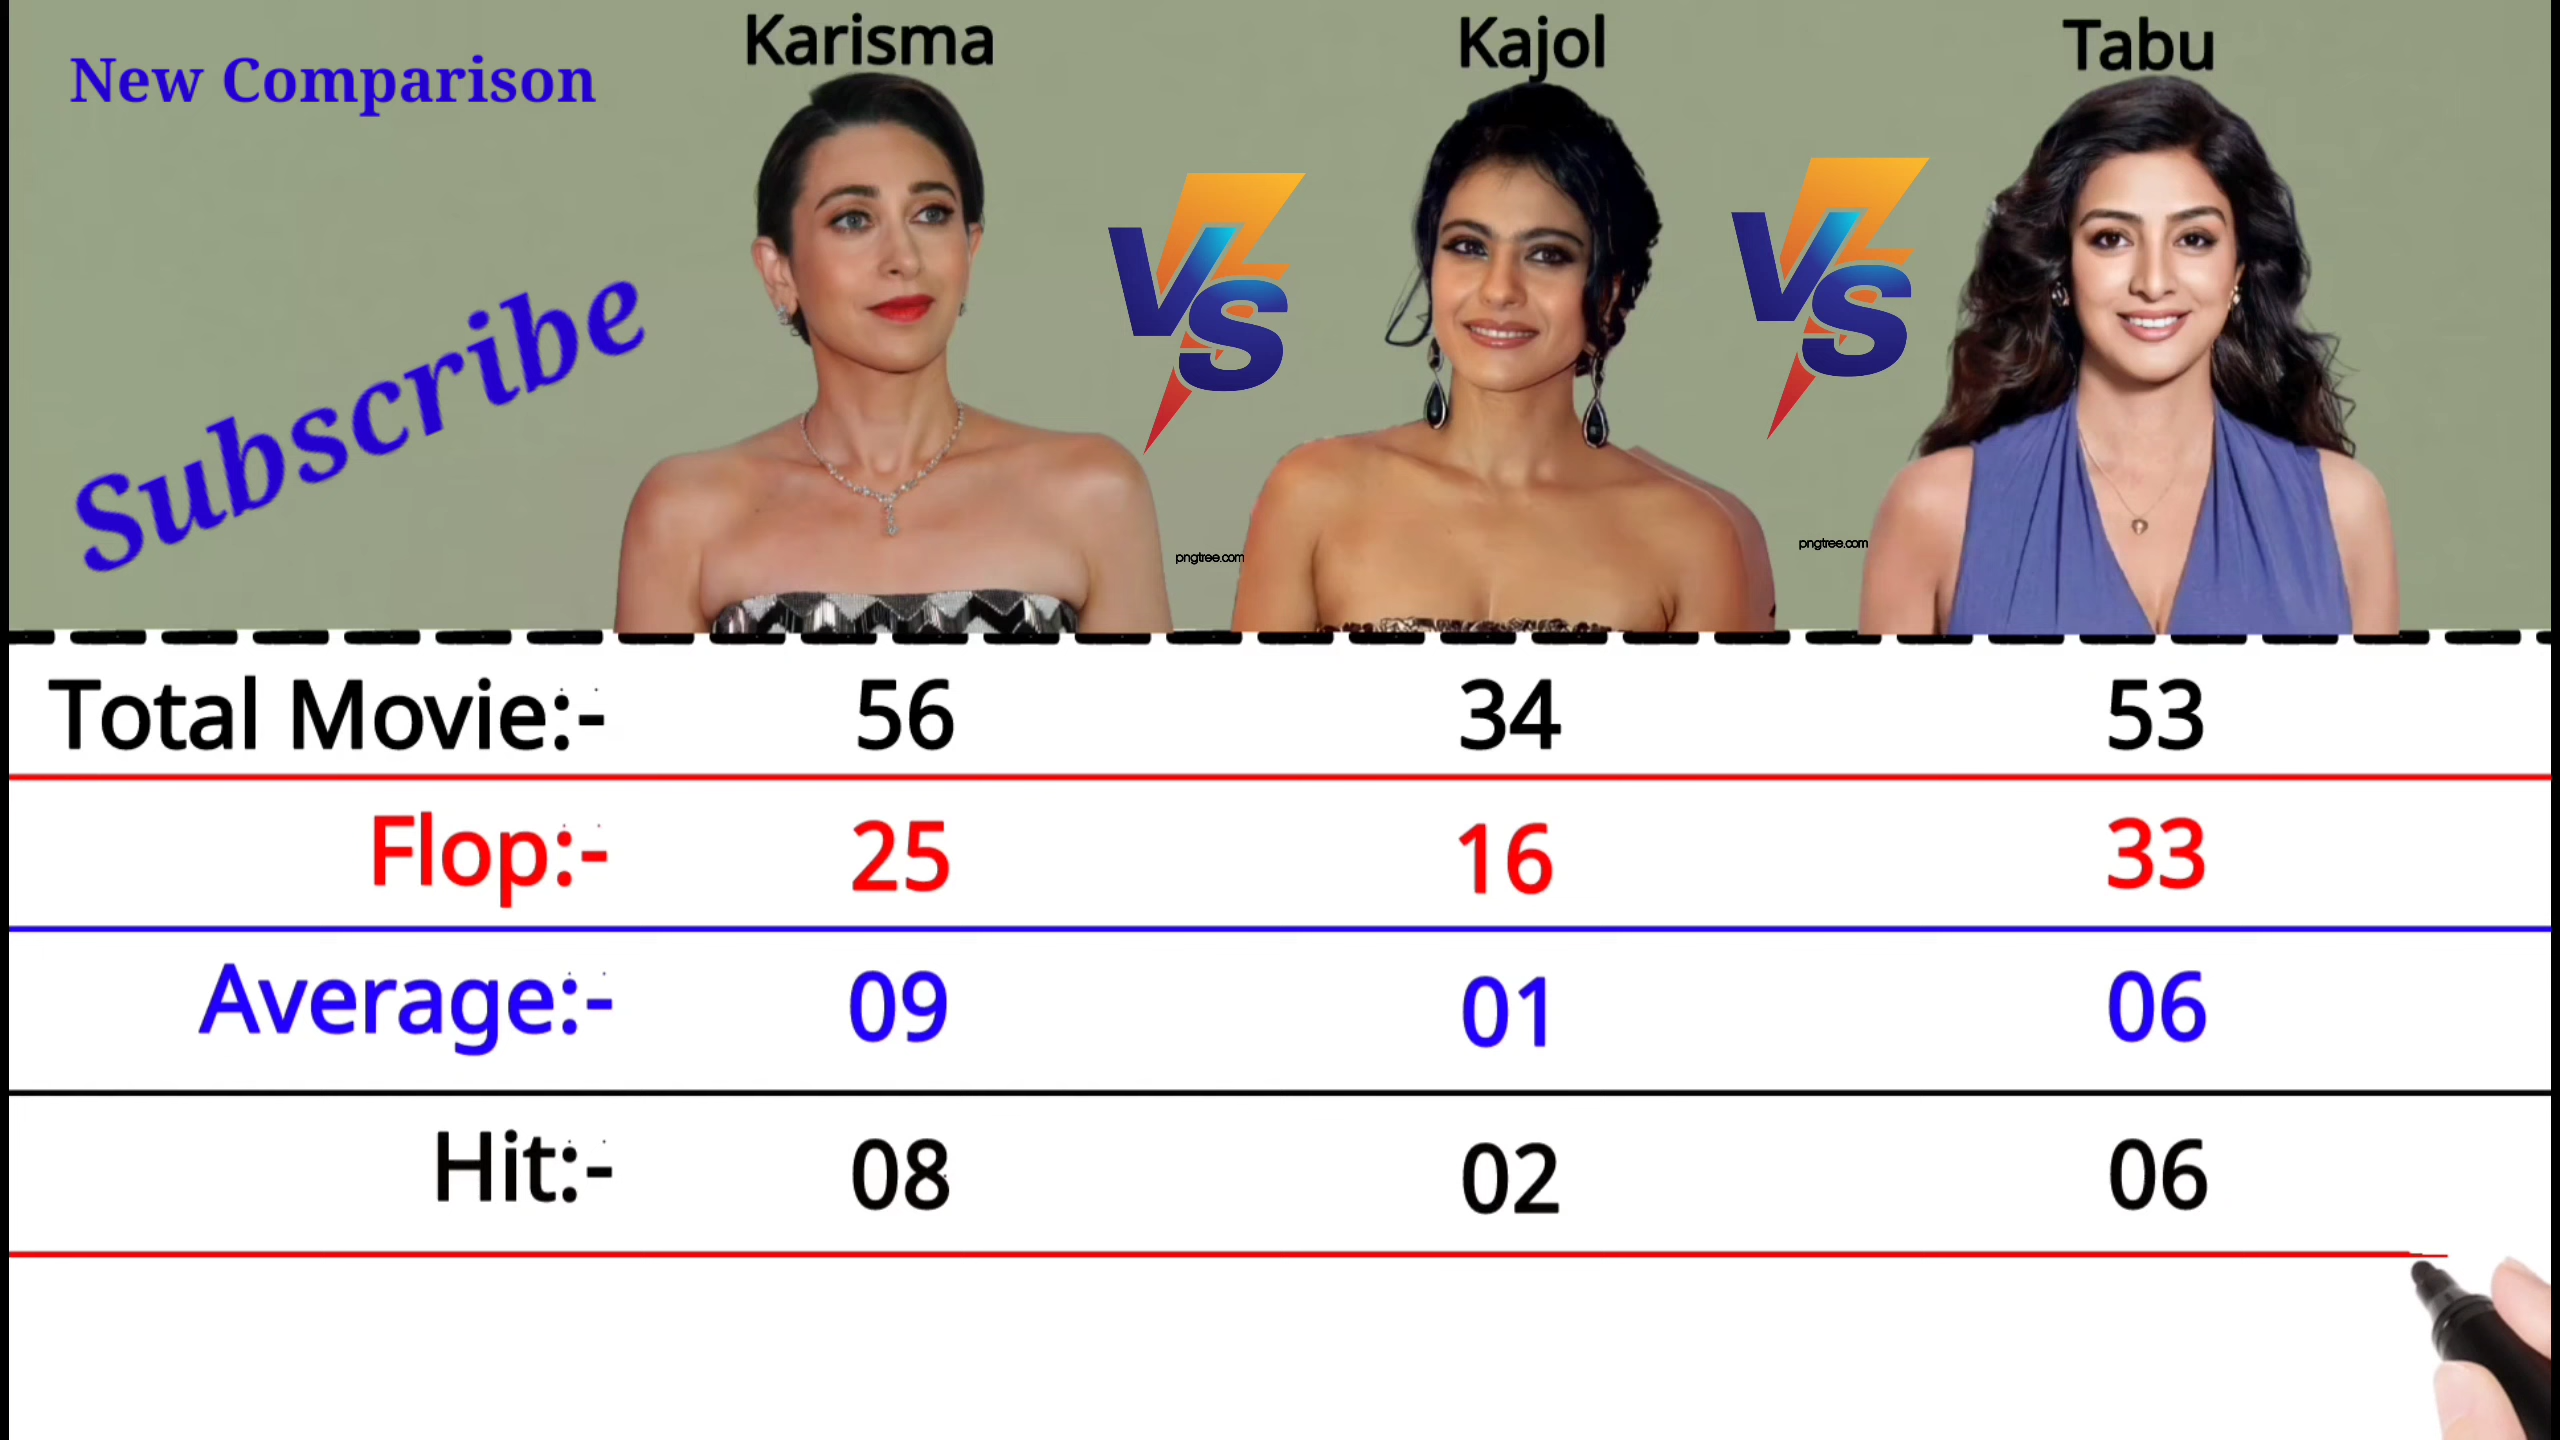 Karisma
Kajol
Tabu
New Comparison
Subscribe
VS
VS
pngtree.com
pngtree.com
Total Movie:- 56 34 53
Flop:- 25 16 33
Average:- 09 01 06
Hit:- 08 02 06